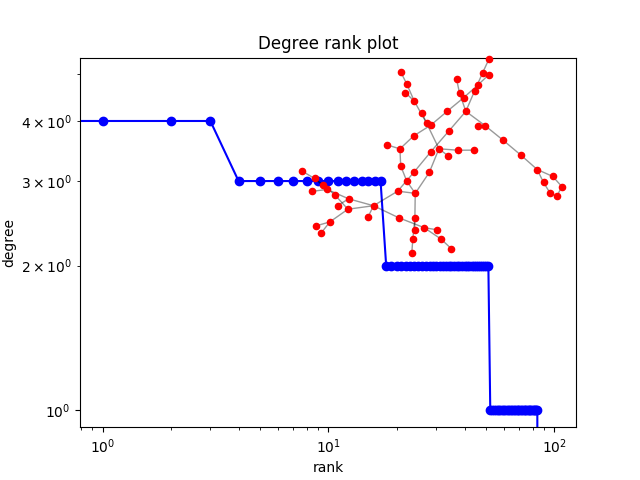 Degree rank plot
degree
4 × 10⁰
3 × 10⁰
2 × 10⁰
10⁰
10⁰ 10¹ 10²
rank